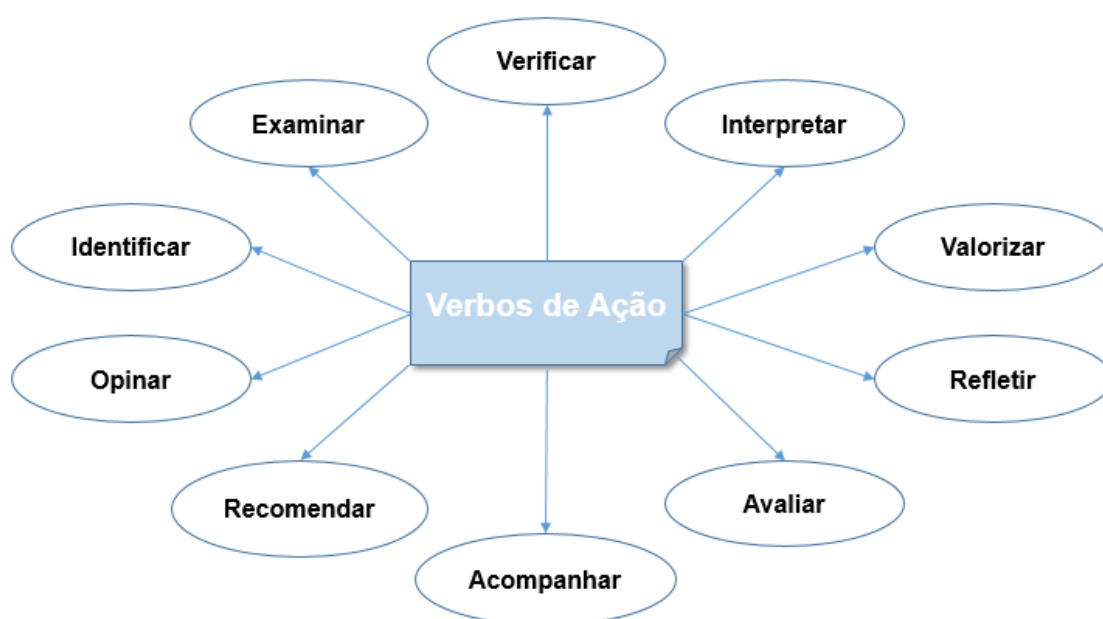 Verificar
Examinar
Interpretar
Identificar
Valorizar
Verbos de Ação
Opinar
Refletir
Recomendar
Avaliar
Acompanhar